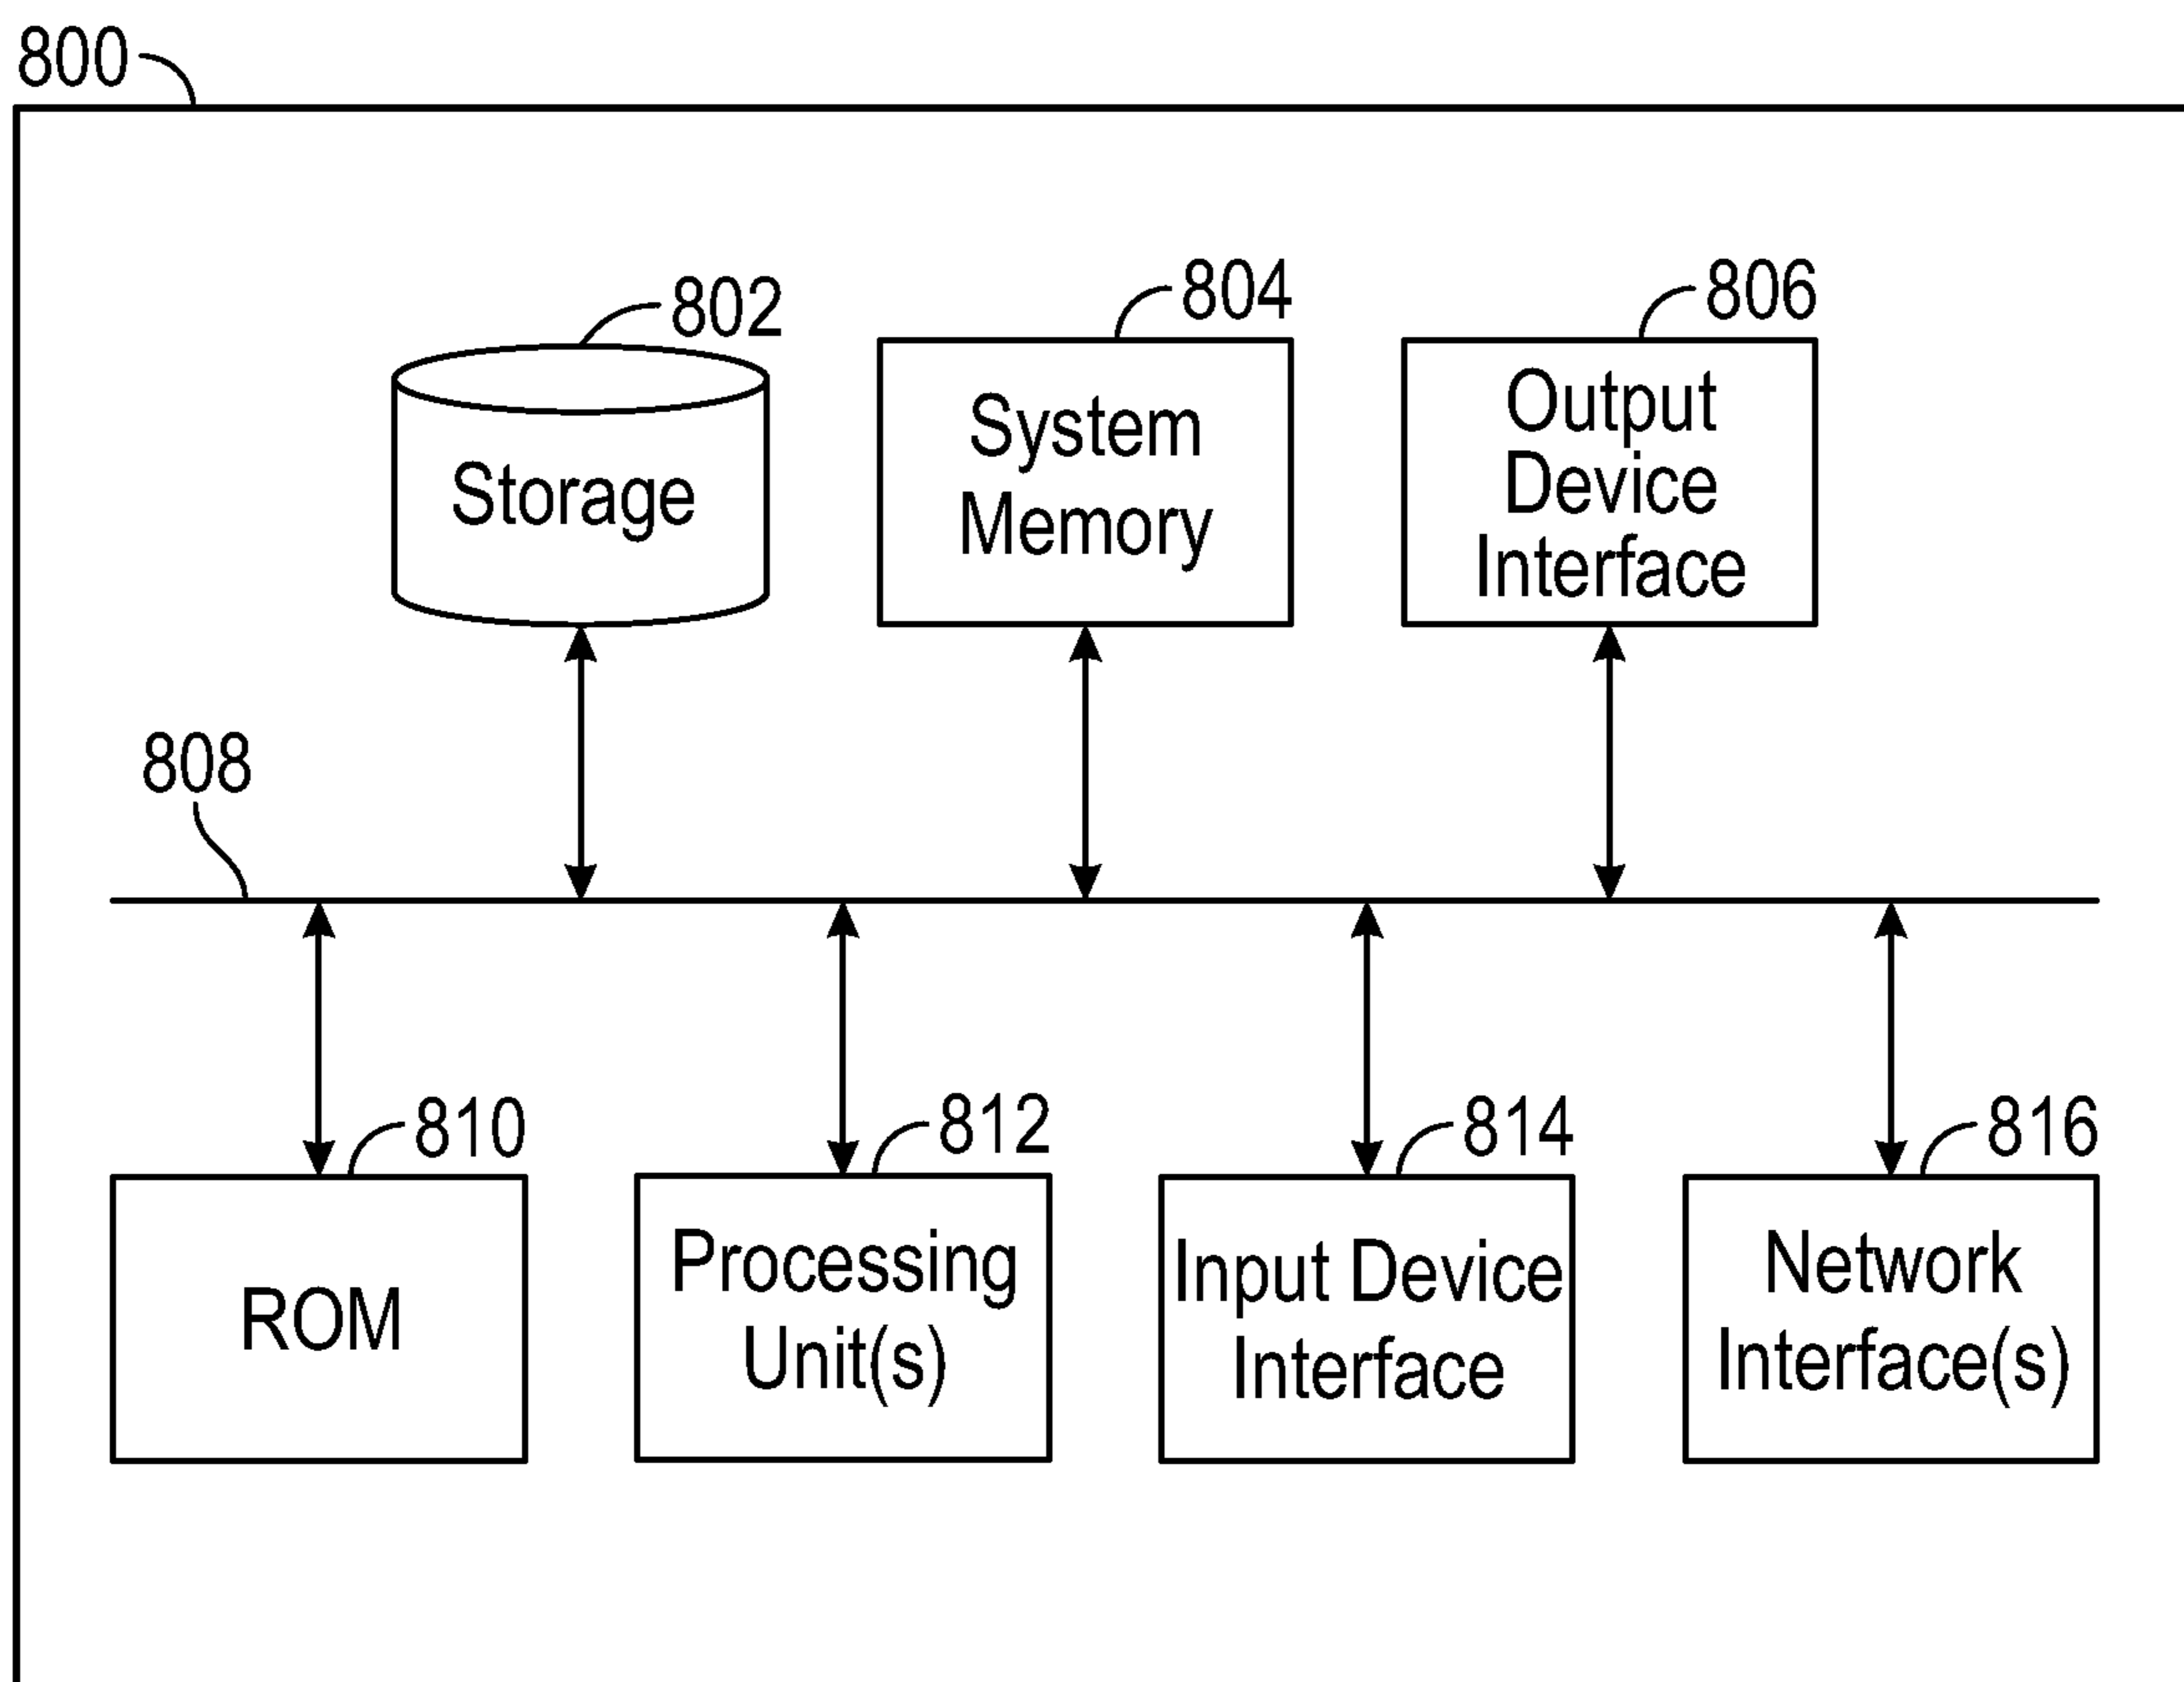 800
802
804
806
Storage
System
Memory
Output
Device
Interface
808
810
812
814
816
ROM
Processing
Unit(s)
Input Device
Interface
Network
Interface(s)